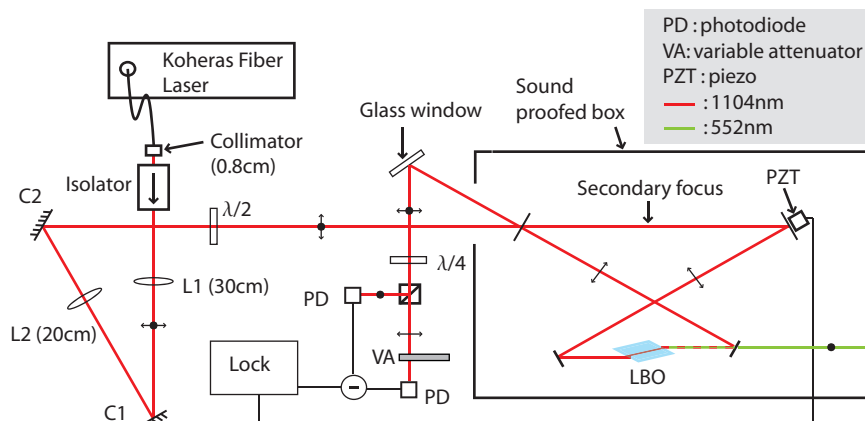 Koheras Fiber
Laser
Collimator
(0.8cm)
Isolator
C2
λ/2
L1 (30cm)
L2 (20cm)
C1
Glass window
λ/4
PD
VA
Lock
−
PD
Sound
proofed box
Secondary focus
PZT
LBO
PD : photodiode
VA: variable attenuator
PZT: piezo
: 1104nm
: 552nm